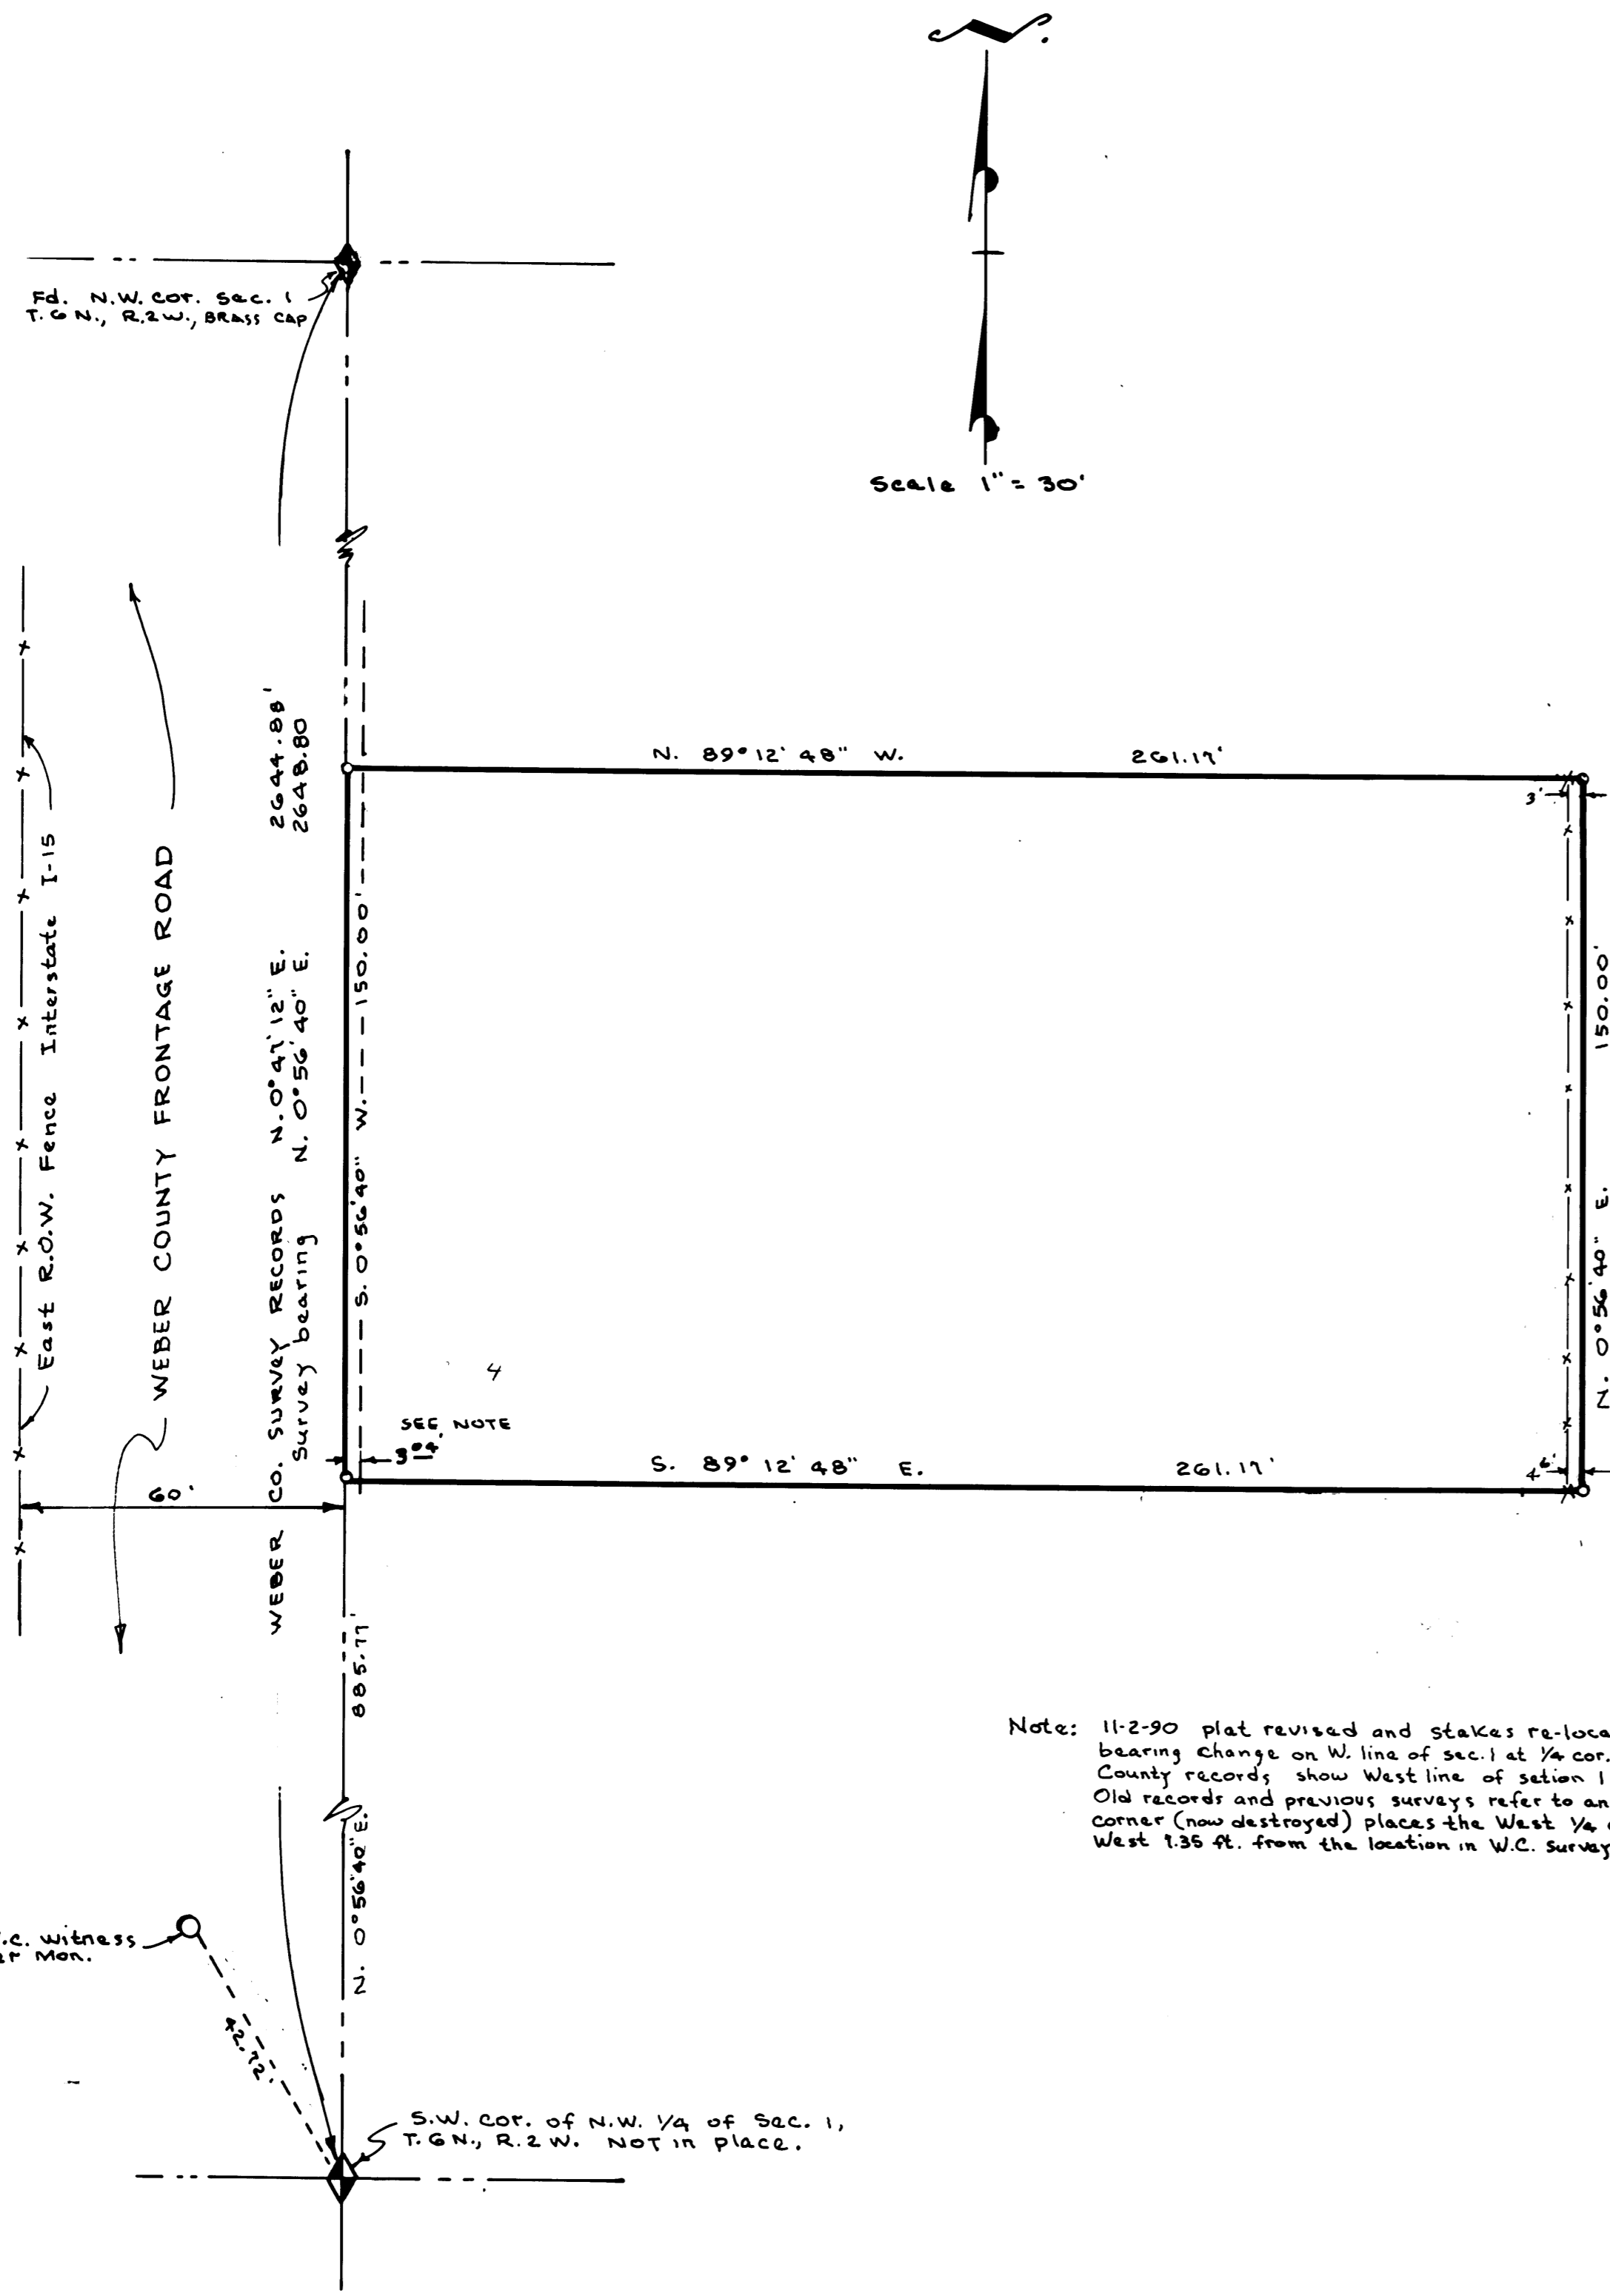 N.
Fd. N.W. cor. Sec. 1
T. 6 N., R. 2 W., BRASS CAP
Scale 1" = 30'
N. 89° 12' 48" W. 261.17'
3'
East R.O.W. Fence Interstate I-15
WEBER COUNTY FRONTAGE ROAD
WEBER CO. SURVEY RECORDS N. 0° 47' 12" E. 2644.88'
Survey bearing N. 0° 56' 40" E. 2648.80
S. 0° 56' 40" W. 150.00'
N. 0° 56' 40" E. 150.00'
4
SEE NOTE
3.04'
S. 89° 12' 48" E. 261.17'
4.6'
60'
885.77'
N. 0° 56' 40" E.
Note: 11-2-90 plat revised and stakes re-loca
bearing change on W. line of sec. 1 at 1/4 cor.
County records show West line of setion 1
Old records and previous surveys refer to an
corner (now destroyed) places the West 1/4
West 9.35 ft. from the location in W.C. Survey
.C. Witness
Mon.
42.72'
S.W. cor. of N.W. 1/4 of Sec. 1,
T. 6 N., R. 2 W. NOT in place.